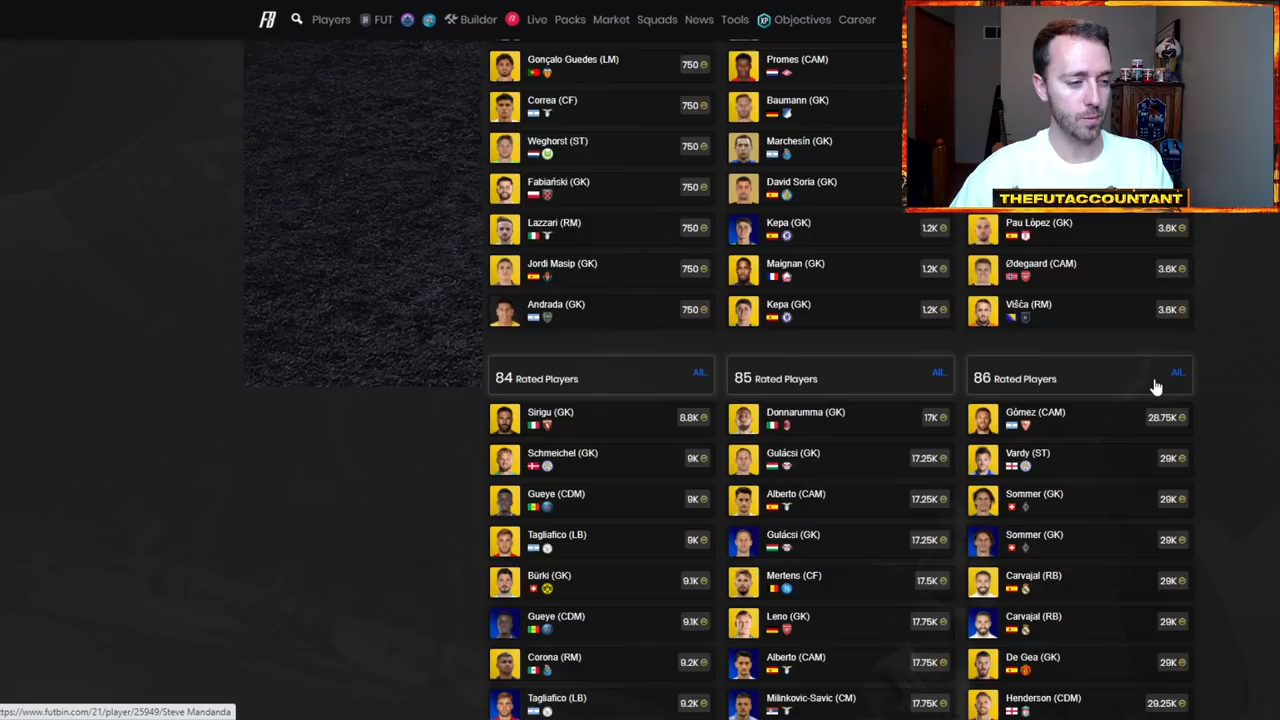 Players FUT Builder Live Packs Market Squads News Tools XP Objectives Career
THEFUTACCOUNTANT
Gonçalo Guedes (LM) 750
Correa (CF) 750
Weghorst (ST) 750
Fabiański (GK) 750
Lazzari (RM) 750
Jordi Masip (GK) 750
Andrada (GK) 750
Promes (CAM)
Baumann (GK)
Marchesín (GK)
David Soria (GK)
Kepa (GK) 1.2K
Maignan (GK) 1.2K
Kepa (GK) 1.2K
Pau López (GK) 3.6K
Ødegaard (CAM) 3.6K
Višća (RM) 3.6K
84 Rated Players All..
Sirigu (GK) 8.8K
Schmeichel (GK) 9K
Gueye (CDM) 9K
Tagliafico (LB) 9K
Bürki (GK) 9.1K
Gueye (CDM) 9.1K
Corona (RM) 9.2K
Tagliafico (LB) 9.2K
85 Rated Players All..
Donnarumma (GK) 17K
Gulácsi (GK) 17.25K
Alberto (CAM) 17.25K
Gulácsi (GK) 17.25K
Mertens (CF) 17.5K
Leno (GK) 17.75K
Alberto (CAM) 17.75K
Milinkovic-Savic (CM) 17.75K
86 Rated Players All..
Gómez (CAM) 28.75K
Vardy (ST) 29K
Sommer (GK) 29K
Sommer (GK) 29K
Carvajal (RB) 29K
Carvajal (RB) 29K
De Gea (GK) 29K
Henderson (CDM) 29.25K
ttps://www.futbin.com/21/player/25949/Steve Mandanda